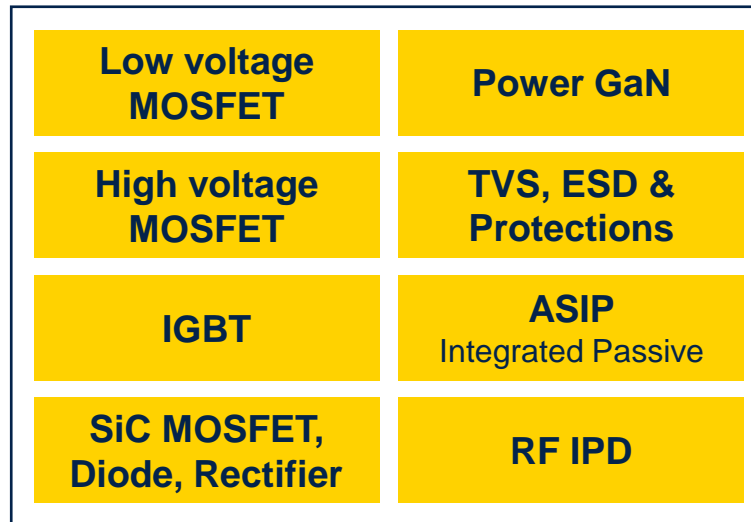 Low voltage
MOSFET
Power GaN
High voltage
MOSFET
TVS, ESD &
Protections
IGBT
ASIP
Integrated Passive
SiC MOSFET,
Diode, Rectifier
RF IPD